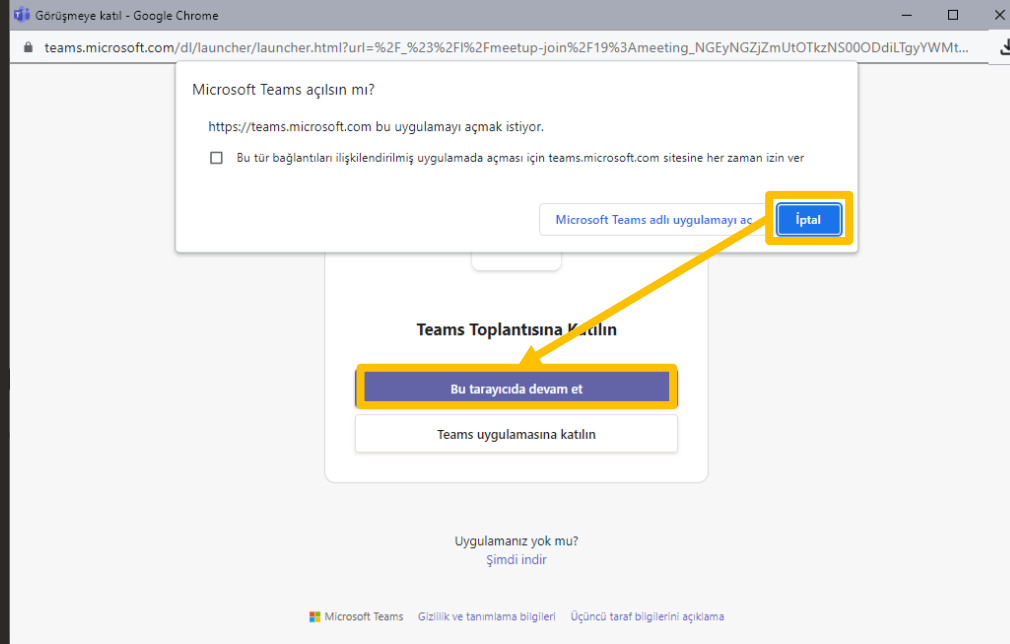 Görüşmeye katıl - Google Chrome
teams.microsoft.com/dl/launcher/launcher.html?url=%2F_%23%2Fl%2Fmeetup-join%2F19%3Ameeting_NGEyNGZjZmUtOTkzNS00ODdiLTgyYWMt...
Microsoft Teams açılsın mı?
https://teams.microsoft.com bu uygulamayı açmak istiyor.
Bu tür bağlantıları ilişkilendirilmiş uygulamada açması için teams.microsoft.com sitesine her zaman izin ver
Microsoft Teams adlı uygulamayı aç İptal
Teams Toplantısına Katılın
Bu tarayıcıda devam et
Teams uygulamasına katılın
Uygulamanız yok mu?
Şimdi indir
Microsoft Teams Gizlilik ve tanımlama bilgileri Üçüncü taraf bilgilerini açıklama